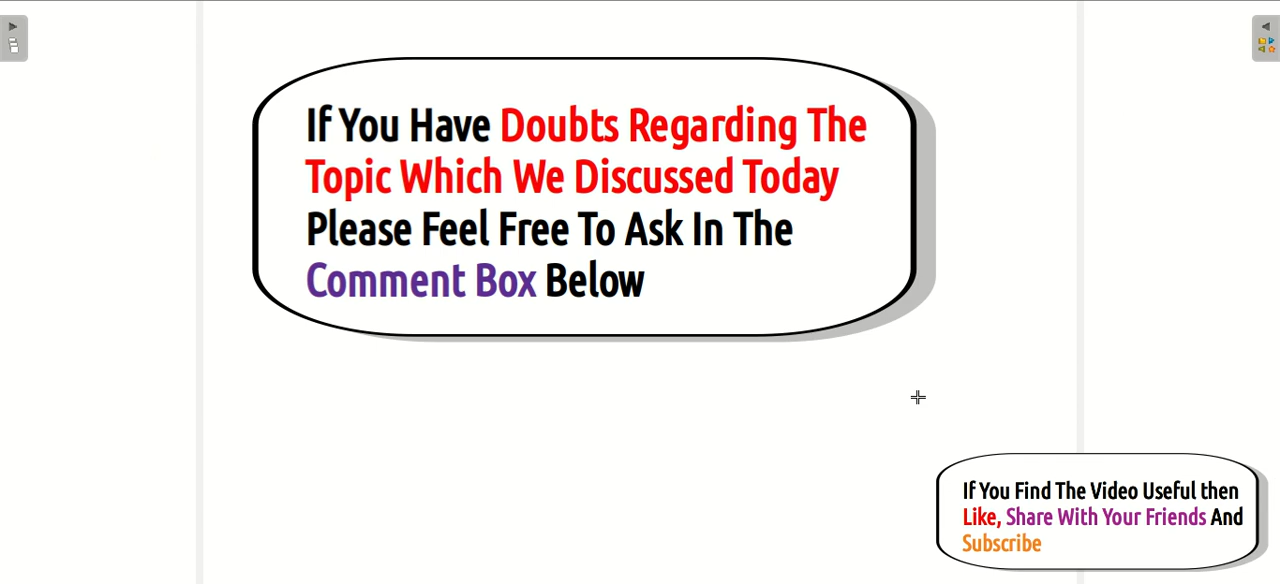 If You Have Doubts Regarding The
Topic Which We Discussed Today
Please Feel Free To Ask In The
Comment Box Below
If You Find The Video Useful then
Like, Share With Your Friends And
Subscribe